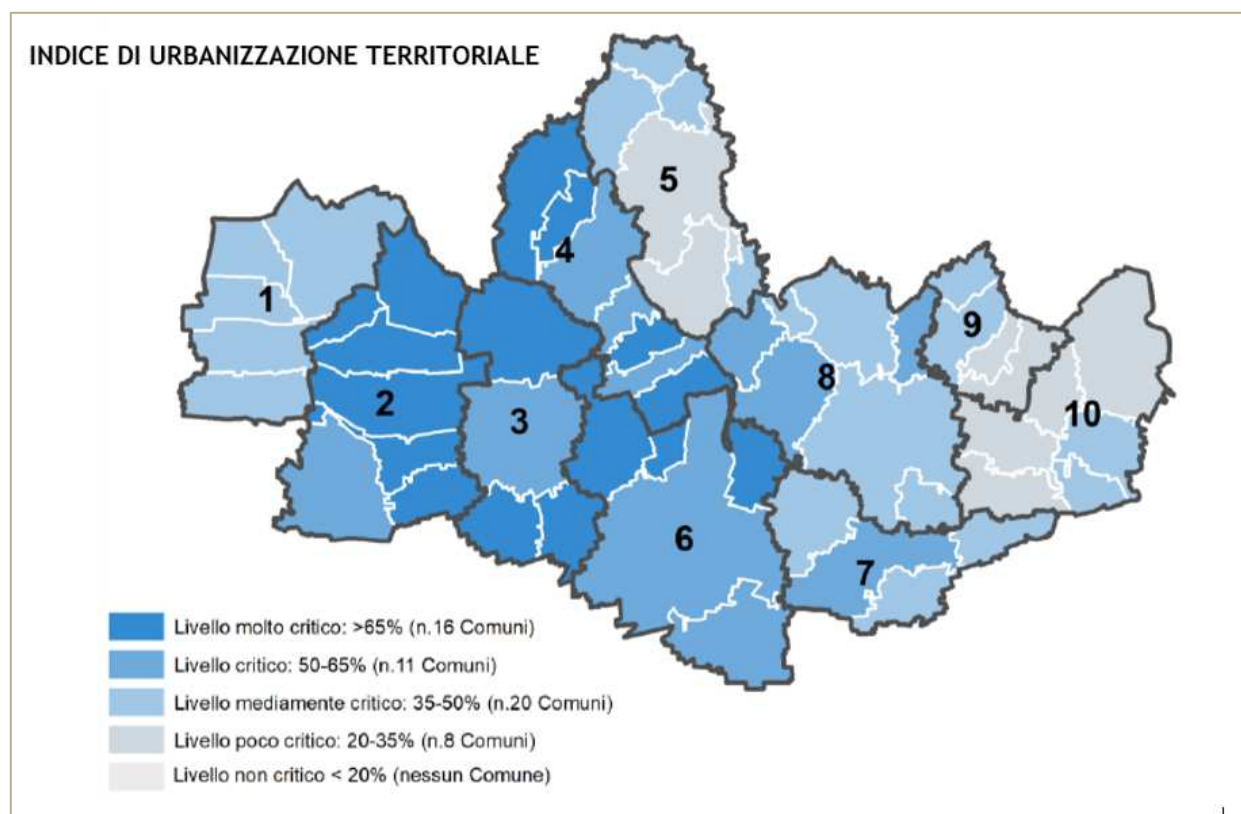 INDICE DI URBANIZZAZIONE TERRITORIALE
5
4
1
9
8
2
10
3
6
7
Livello molto critico: >65% (n.16 Comuni)
Livello critico: 50-65% (n.11 Comuni)
Livello mediamente critico: 35-50% (n.20 Comuni)
Livello poco critico: 20-35% (n.8 Comuni)
Livello non critico < 20% (nessun Comune)